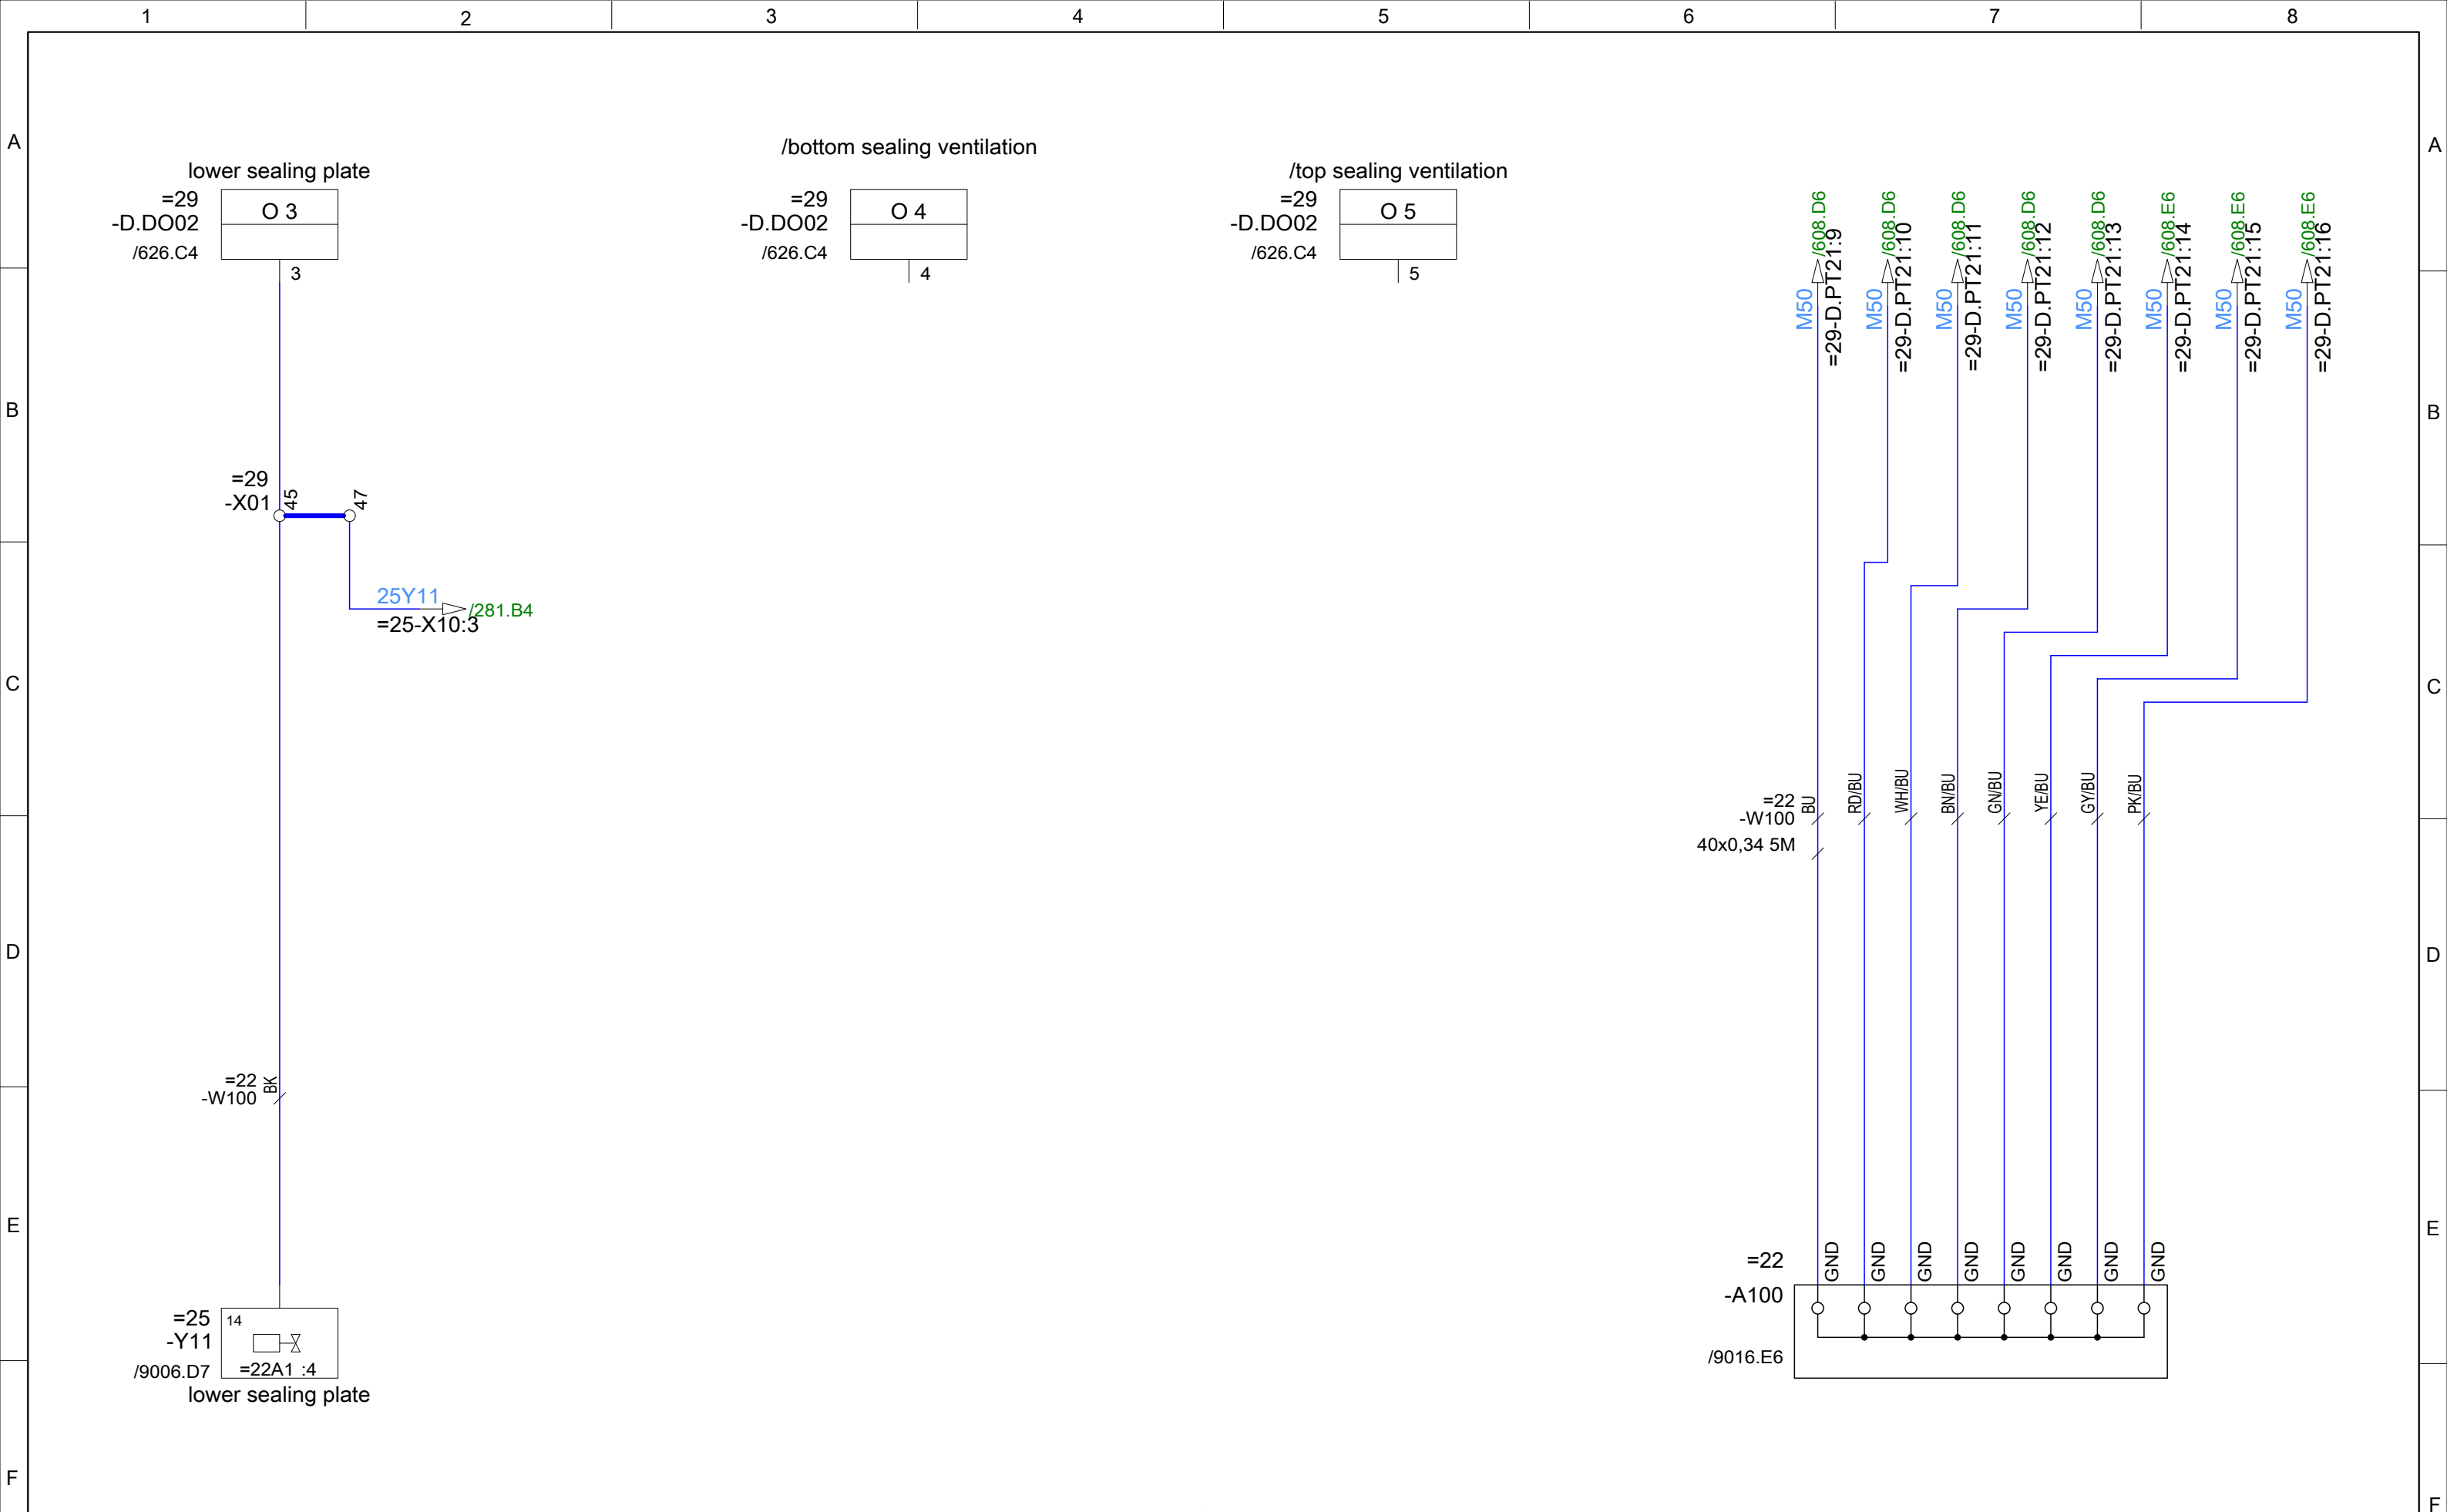 1 2 3 4 5 6 7 8
A A
/bottom sealing ventilation
lower sealing plate /top sealing ventilation
=29 O 3 =29 O 4 =29 O 5
-D.DO02 -D.DO02 -D.DO02
/626.C4 /626.C4 /626.C4
3 4 5
/608.D6 /608.D6 /608.D6 /608.D6 /608.D6 /608.E6 /608.E6 /608.E6
M50 =29-D.PT21:9
M50 =29-D.PT21:10
M50 =29-D.PT21:11
M50 =29-D.PT21:12
M50 =29-D.PT21:13
M50 =29-D.PT21:14
M50 =29-D.PT21:15
M50 =29-D.PT21:16
B B
=29
-X01 45 47
25Y11 /281.B4
=25-X10:3
C C
=22 BU RD/BU WH/BU BN/BU GN/BU YE/BU GY/BU PK/BU
-W100
40x0,34 5M
D D
=22 BK
-W100
E E
=22 GND GND GND GND GND GND GND GND
-A100
/9016.E6
=25 14
-Y11
/9006.D7 =22A1 :4
lower sealing plate
F F